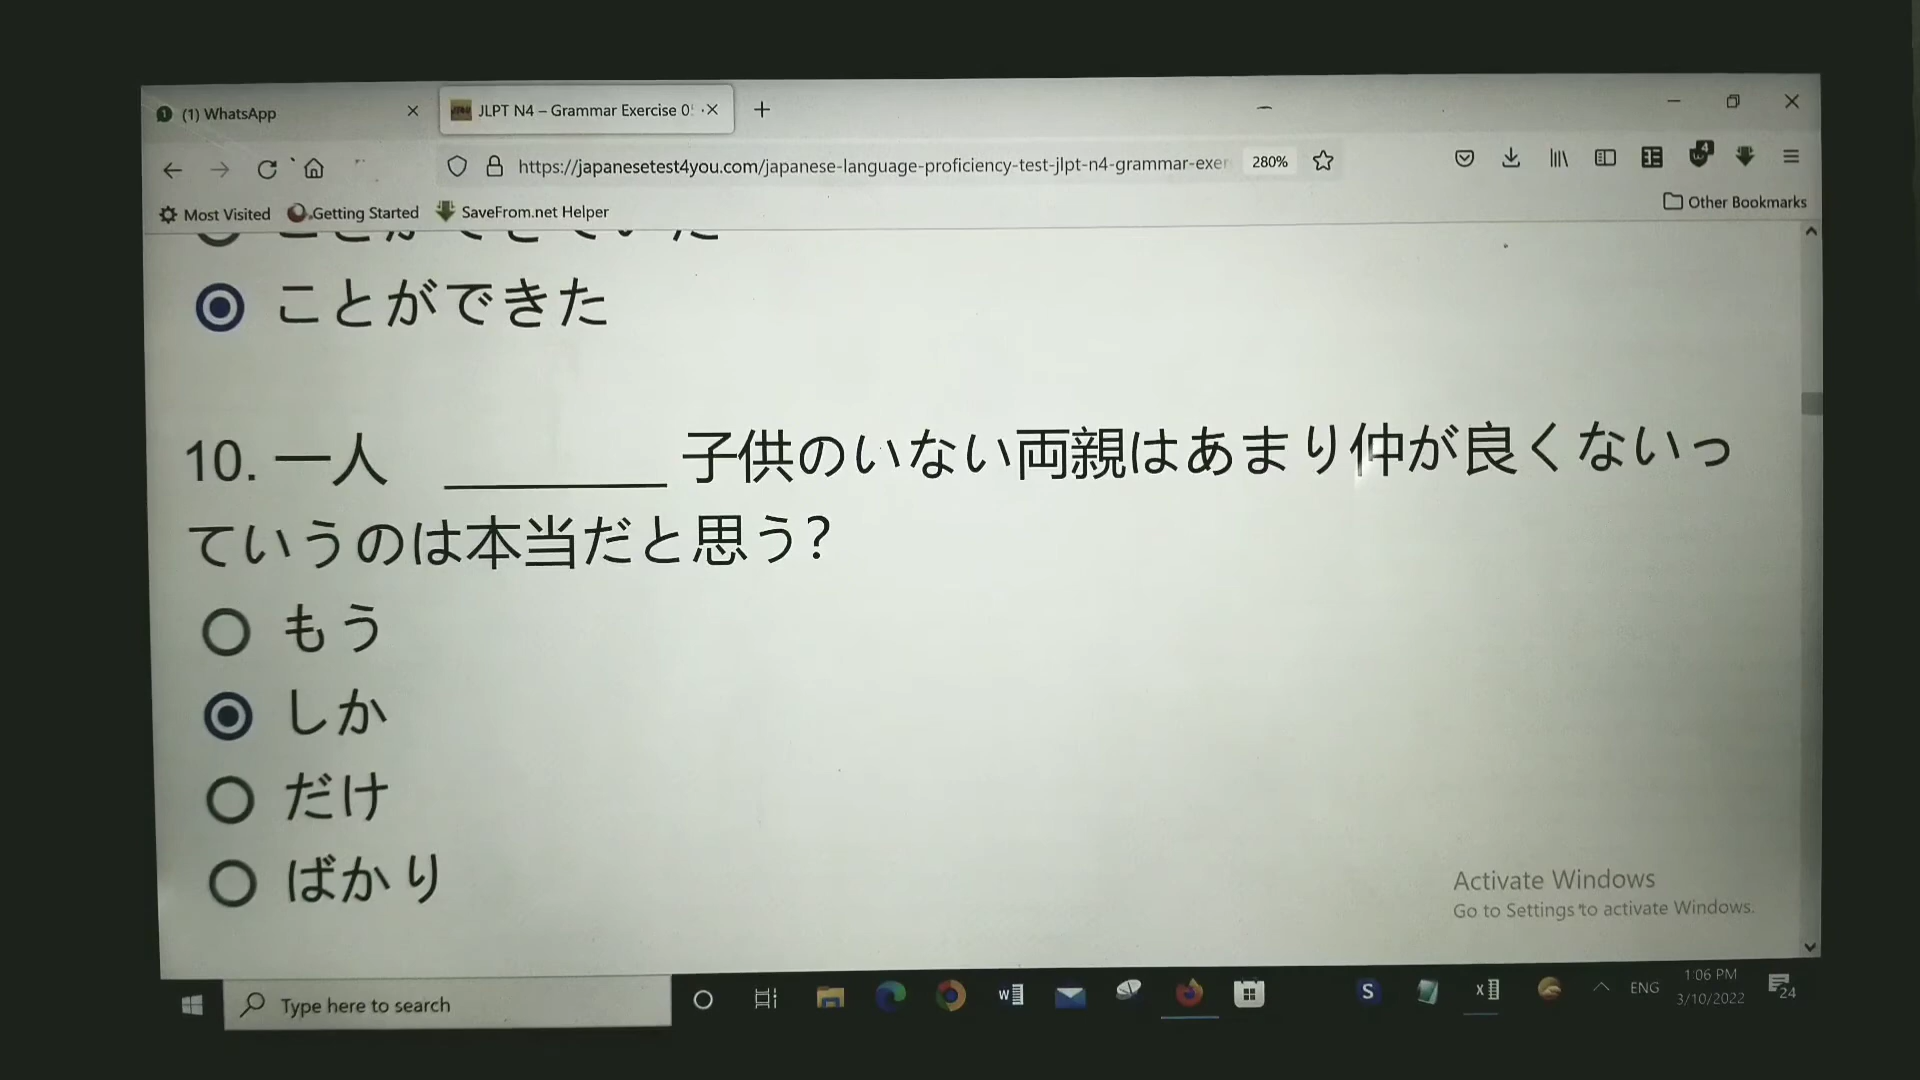 (1) WhatsApp
JLPT N4 – Grammar Exercise 0
https://japanesetest4you.com/japanese-language-proficiency-test-jlpt-n4-grammar-exer
280%
Most Visited
Getting Started
SaveFrom.net Helper
Other Bookmarks
ことができた
10. 一人 ________ 子供のいない両親はあまり仲が良くないっ
ていうのは本当だと思う?
もう
しか
だけ
ばかり
Activate Windows
Go to Settings to activate Windows.
Type here to search
ENG
1:06 PM
3/10/2022
24